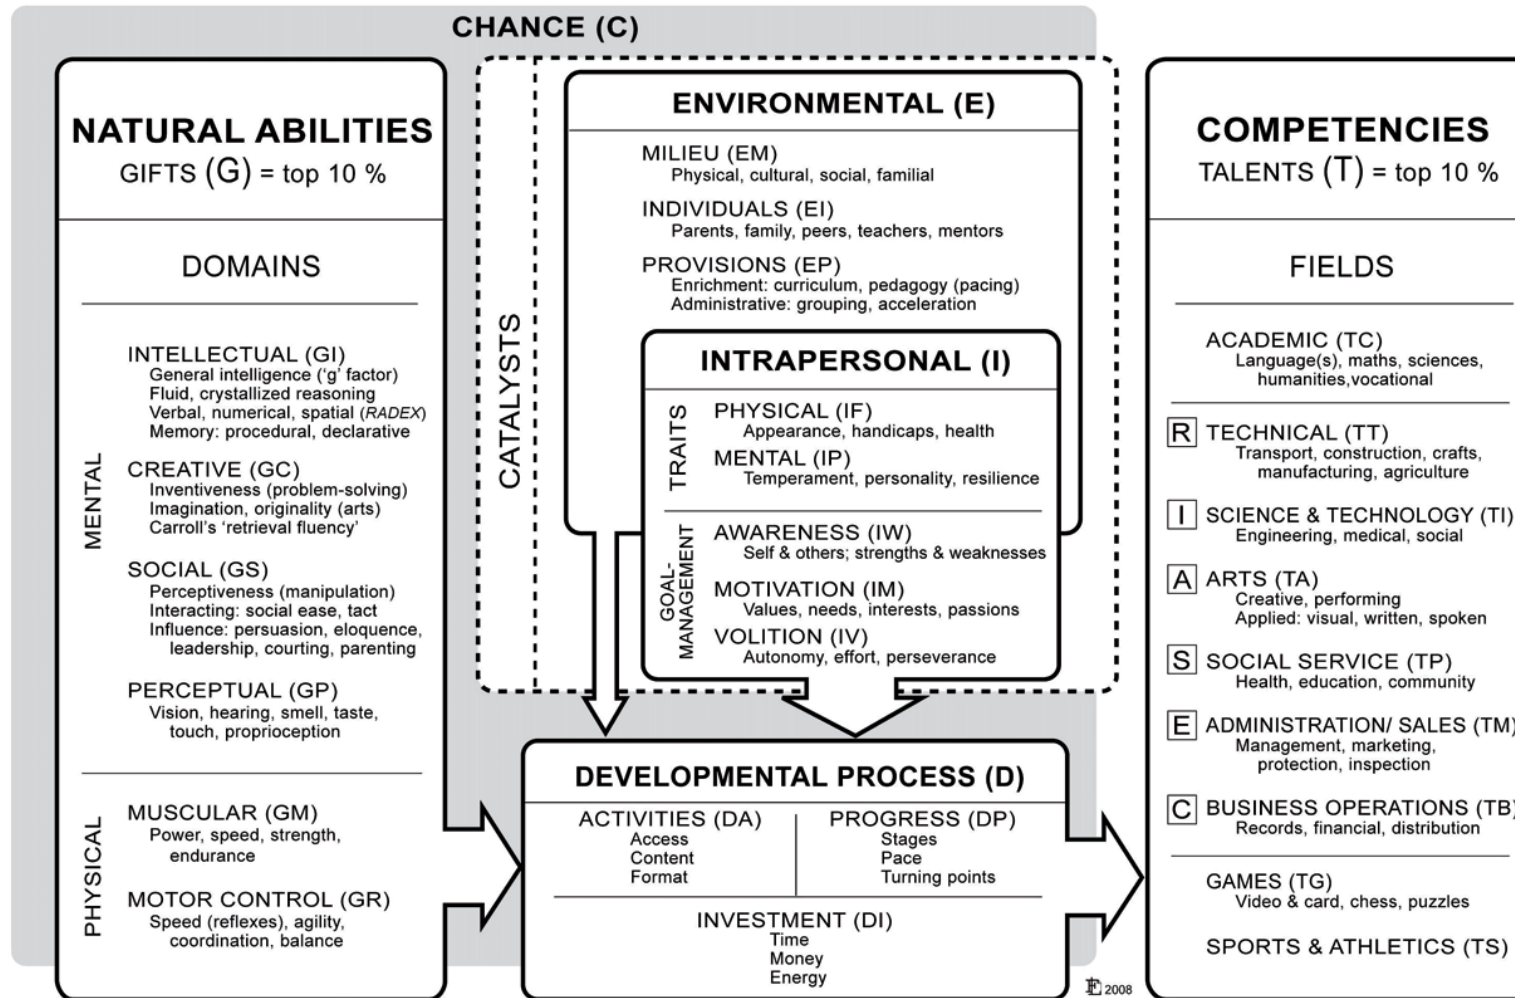 CHANCE (C)
NATURAL ABILITIES
GIFTS (G) = top 10 %
DOMAINS
MENTAL
INTELLECTUAL (GI)
General intelligence (‘g’ factor)
Fluid, crystallized reasoning
Verbal, numerical, spatial (RADEX)
Memory: procedural, declarative
CREATIVE (GC)
Inventiveness (problem-solving)
Imagination, originality (arts)
Carroll’s ‘retrieval fluency’
SOCIAL (GS)
Perceptiveness (manipulation)
Interacting: social ease, tact
Influence: persuasion, eloquence,
leadership, courting, parenting
PERCEPTUAL (GP)
Vision, hearing, smell, taste,
touch, proprioception
PHYSICAL
MUSCULAR (GM)
Power, speed, strength,
endurance
MOTOR CONTROL (GR)
Speed (reflexes), agility,
coordination, balance
CATALYSTS
ENVIRONMENTAL (E)
MILIEU (EM)
Physical, cultural, social, familial
INDIVIDUALS (EI)
Parents, family, peers, teachers, mentors
PROVISIONS (EP)
Enrichment: curriculum, pedagogy (pacing)
Administrative: grouping, acceleration
INTRAPERSONAL (I)
TRAITS
PHYSICAL (IF)
Appearance, handicaps, health
MENTAL (IP)
Temperament, personality, resilience
GOAL-
MANAGEMENT
AWARENESS (IW)
Self & others; strengths & weaknesses
MOTIVATION (IM)
Values, needs, interests, passions
VOLITION (IV)
Autonomy, effort, perseverance
DEVELOPMENTAL PROCESS (D)
ACTIVITIES (DA)
Access
Content
Format
PROGRESS (DP)
Stages
Pace
Turning points
INVESTMENT (DI)
Time
Money
Energy
2008
COMPETENCIES
TALENTS (T) = top 10 %
FIELDS
ACADEMIC (TC)
Language(s), maths, sciences,
humanities,vocational
R TECHNICAL (TT)
Transport, construction, crafts,
manufacturing, agriculture
I SCIENCE & TECHNOLOGY (TI)
Engineering, medical, social
A ARTS (TA)
Creative, performing
Applied: visual, written, spoken
S SOCIAL SERVICE (TP)
Health, education, community
E ADMINISTRATION/ SALES (TM)
Management, marketing,
protection, inspection
C BUSINESS OPERATIONS (TB)
Records, financial, distribution
GAMES (TG)
Video & card, chess, puzzles
SPORTS & ATHLETICS (TS)